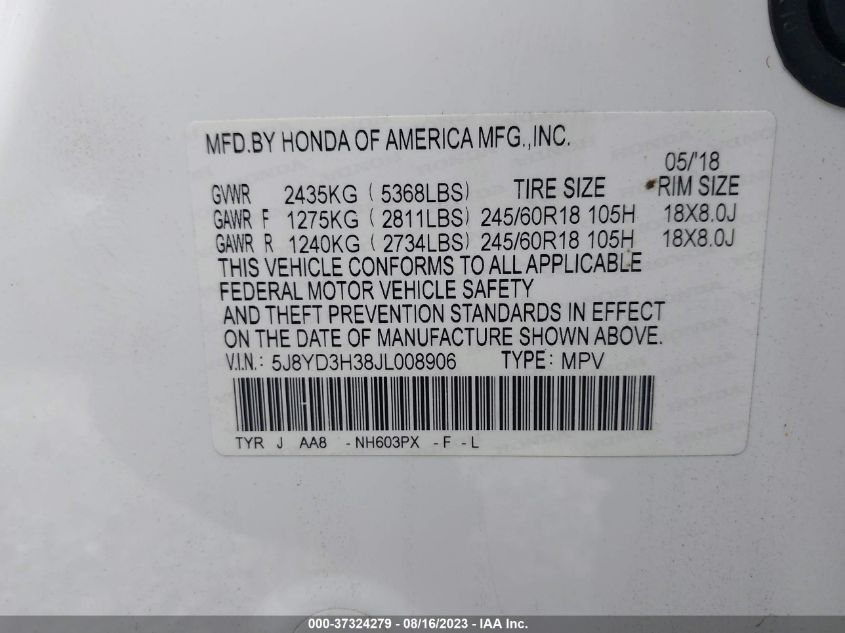 MFD.BY HONDA OF AMERICA MFG.,INC.
05/'18
GVWR 2435KG ( 5368LBS) TIRE SIZE RIM SIZE
GAWR F 1275KG ( 2811LBS) 245/60R18 105H 18X8.0J
GAWR R 1240KG ( 2734LBS) 245/60R18 105H 18X8.0J
THIS VEHICLE CONFORMS TO ALL APPLICABLE
FEDERAL MOTOR VEHICLE SAFETY
AND THEFT PREVENTION STANDARDS IN EFFECT
ON THE DATE OF MANUFACTURE SHOWN ABOVE.
V.I.N.: 5J8YD3H38JL008906 TYPE: MPV
TYR J AA8 -NH603PX -F -L
000-37324279 - 08/16/2023 - IAA Inc.